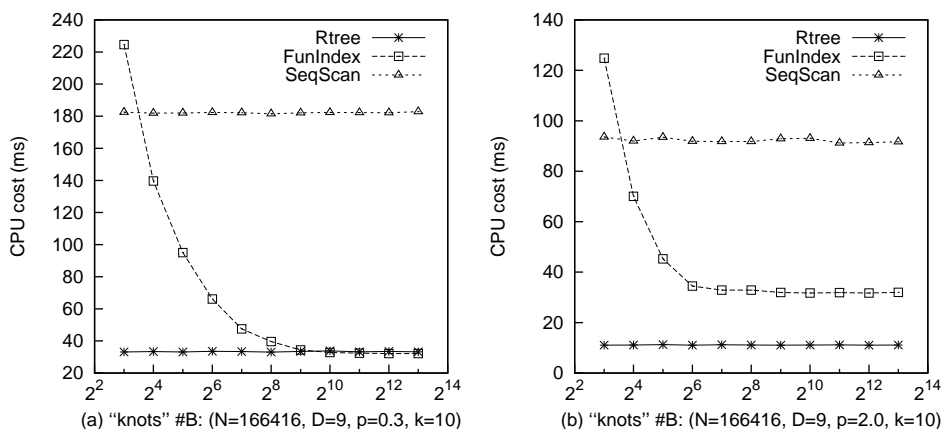 240
220
200
180
160
140
120
100
80
60
40
20
CPU cost (ms)
Rtree
FunIndex
SeqScan
2^2 2^4 2^6 2^8 2^10 2^12 2^14
(a) “knots” #B: (N=166416, D=9, p=0.3, k=10)
140
120
100
80
60
40
20
0
CPU cost (ms)
Rtree
FunIndex
SeqScan
2^2 2^4 2^6 2^8 2^10 2^12 2^14
(b) “knots” #B: (N=166416, D=9, p=2.0, k=10)